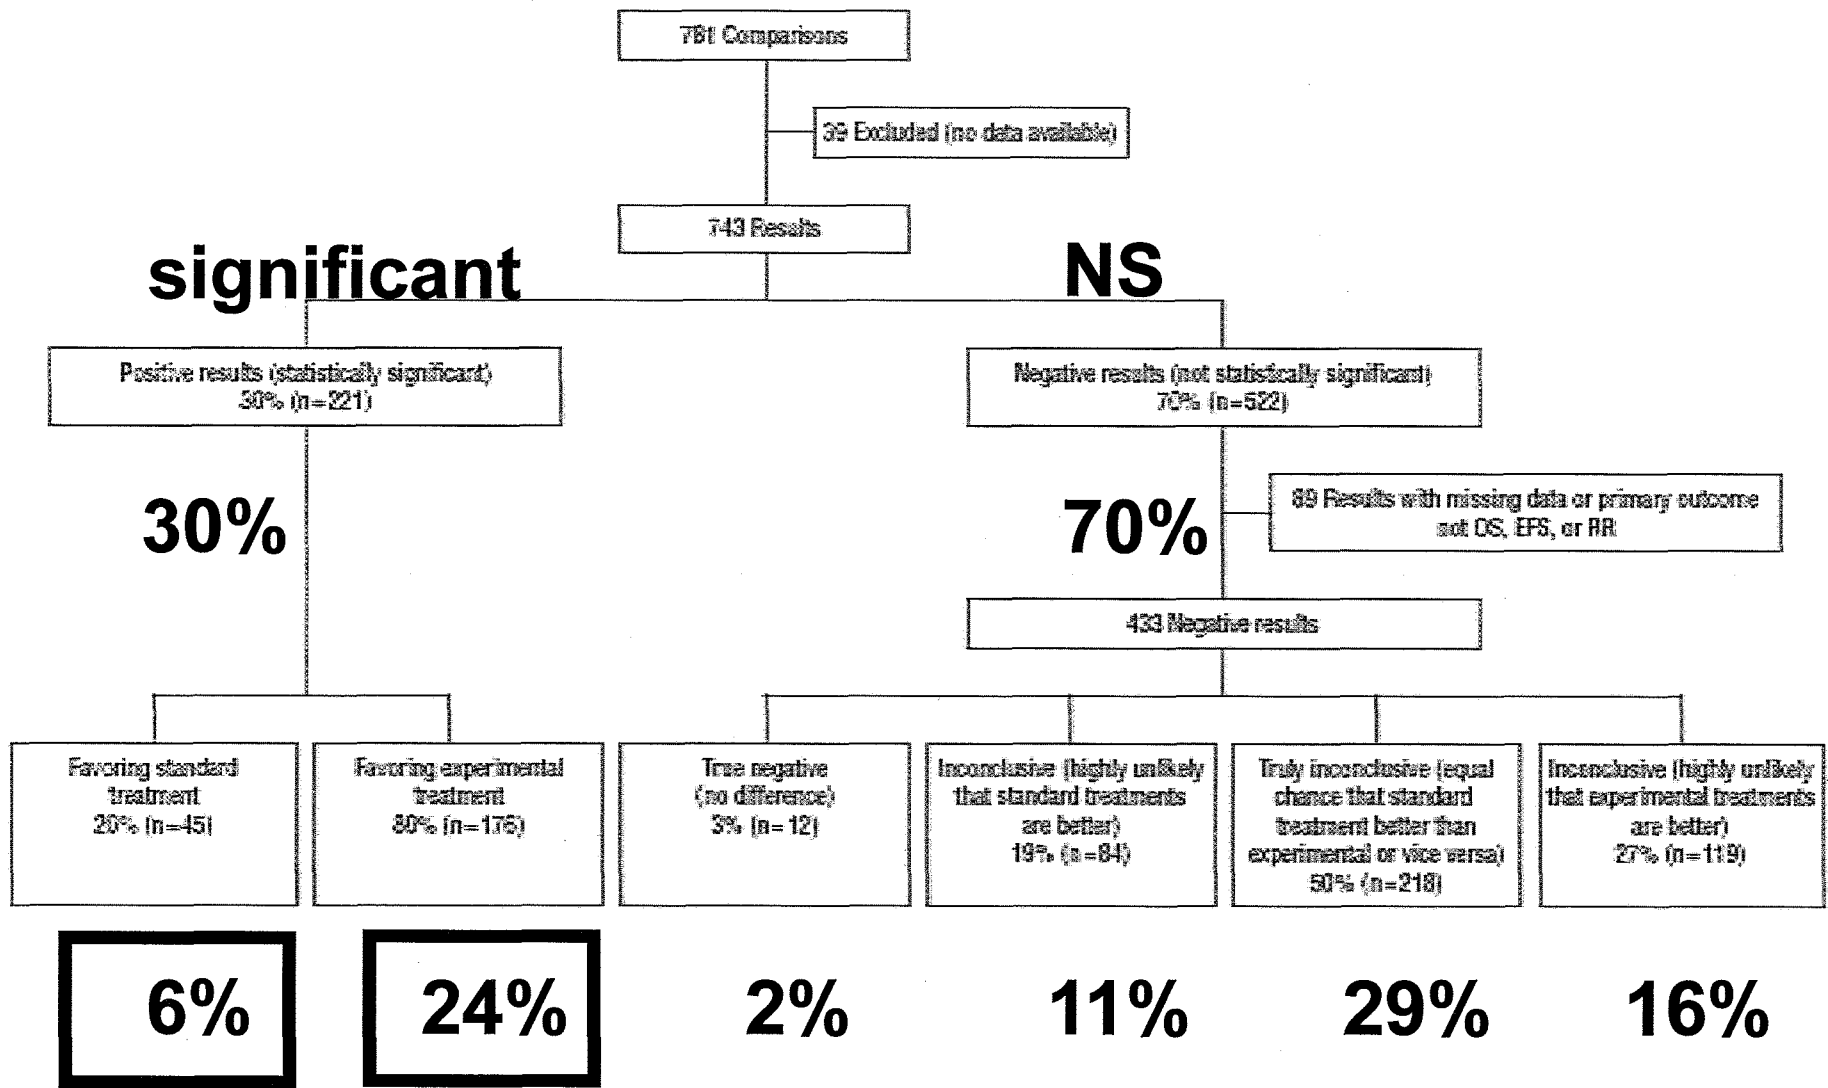 781 Comparisons
39 Excluded (no data available)
743 Results
significant
NS
Positive results (statistically significant)
30% (n=221)
Negative results (not statistically significant)
70% (n=522)
30%
70%
89 Results with missing data or primary outcome
not OS, EFS, or RR
433 Negative results
Favoring standard
treatment
20% (n=45)
Favoring experimental
treatment
80% (n=176)
True negative
(no difference)
3% (n=12)
Inconclusive (highly unlikely
that standard treatments
are better)
19% (n=84)
Truly inconclusive (equal
chance that standard
treatment better than
experimental or vice versa)
50% (n=218)
Inconclusive (highly unlikely
that experimental treatments
are better)
27% (n=119)
6%
24%
2%
11%
29%
16%